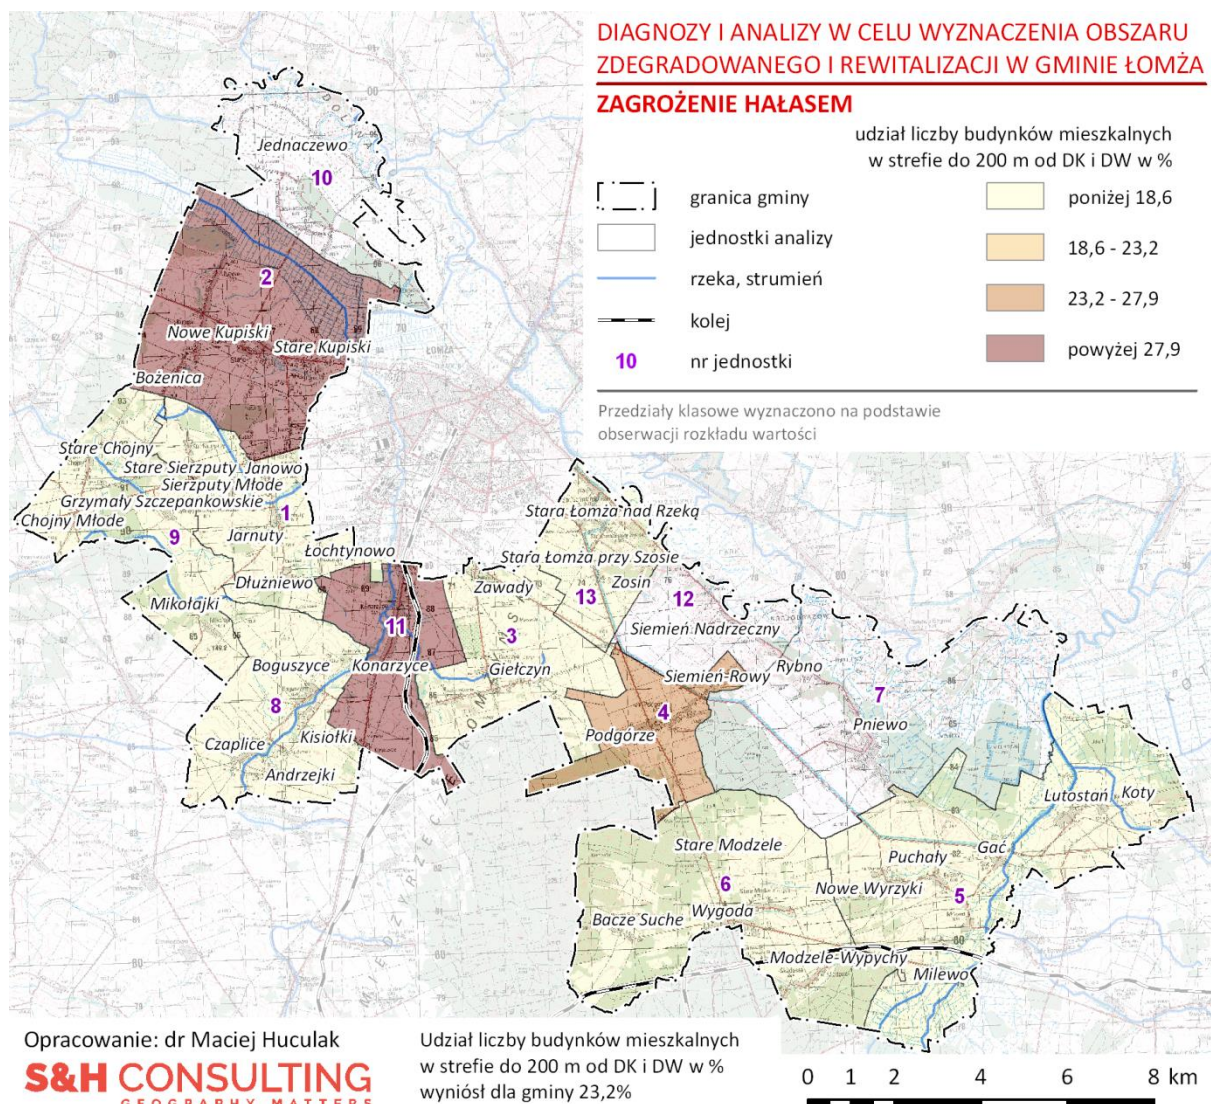 DIAGNOZY I ANALIZY W CELU WYZNACZENIA OBSZARU
ZDEGRADOWANEGO I REWITALIZACJI W GMINIE ŁOMŻA
ZAGROŻENIE HAŁASEM
udział liczby budynków mieszkalnych
w strefie do 200 m od DK i DW w %
granica gminy
jednostki analizy
rzeka, strumień
kolej
10 nr jednostki
poniżej 18,6
18,6 - 23,2
23,2 - 27,9
powyżej 27,9
Przedziały klasowe wyznaczono na podstawie
obserwacji rozkładu wartości
Jednaczewo
10
2
Nowe Kupiski
Stare Kupiski
Bożenica
ŁOMŻA
Stare Chojny
Stare Sierzputy
Janowo
Sierzputy Młode
Grzymały Szczepankowskie
Chojny Młode
1
9
Jarnuty
Łochtynowo
Dłużniewo
Mikołajki
Stara Łomża nad Rzeką
Stara Łomża przy Szosie
Zawady
Zosin
13
12
3
11
Siemień Nadrzeczny
Boguszyce
Konarzyce
Giełczyn
Siemień-Rowy
Rybno
7
8
4
Pniewo
Podgórze
Czaplice
Kisiołki
Andrzejki
Lutostań
Koty
Stare Modzele
Puchały
Gać
6
Nowe Wyrzyki
5
Bacze Suche
Wygoda
Modzele-Wypychy
Milewo
Opracowanie: dr Maciej Huculak
S&H CONSULTING
GEOGRAPHY MATTERS
Udział liczby budynków mieszkalnych
w strefie do 200 m od DK i DW w %
wyniósł dla gminy 23,2%
0 1 2 4 6 8 km